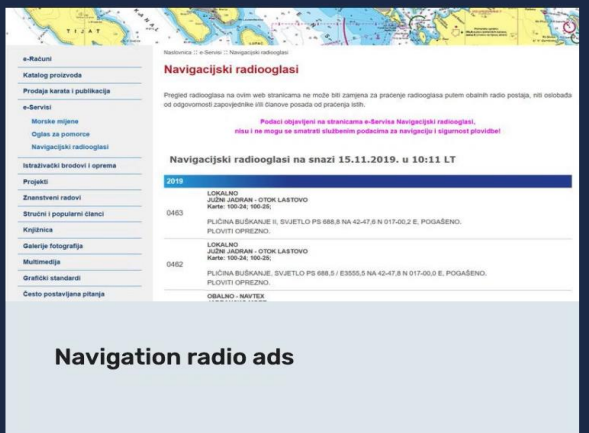 TIJAT
Naslovnica :: e-Servisi :: Navigacijski radiooglasi
e-Računi
Katalog proizvoda
Prodaja karata i publikacija
e-Servisi
Morske mijene
Oglas za pomorce
Navigacijski radiooglasi
Istraživački brodovi i oprema
Projekti
Znanstveni radovi
Stručni i popularni članci
Knjižnica
Galerije fotografija
Multimedija
Grafički standardi
Često postavljana pitanja
Navigacijski radiooglasi
Pregled radiooglasa na ovim web stranicama ne može biti zamjena za praćenje radiooglasa putem obalnih radio postaja, niti oslobađa
od odgovornosti zapovjednike i/ili članove posada od praćenja istih.
Podaci objavljeni na stranicama e-Servisa Navigacijski radiooglasi,
nisu i ne mogu se smatrati službenim podacima za navigaciju i sigurnost plovidbe!
Navigacijski radiooglasi na snazi 15.11.2019. u 10:11 LT
2019
0463
LOKALNO
JUŽNI JADRAN - OTOK LASTOVO
Karte: 100-24; 100-25;
PLIČINA BUŠKANJE II, SVJETLO PS 688,8 NA 42-47,6 N 017-00,2 E, POGAŠENO.
PLOVITI OPREZNO.
0462
LOKALNO
JUŽNI JADRAN - OTOK LASTOVO
Karte: 100-24; 100-25;
PLIČINA BUŠKANJE, SVJETLO PS 688,5 / E3555,5 NA 42-47,8 N 017-00,0 E, POGAŠENO.
PLOVITI OPREZNO.
OBALNO - NAVTEX
Navigation radio ads